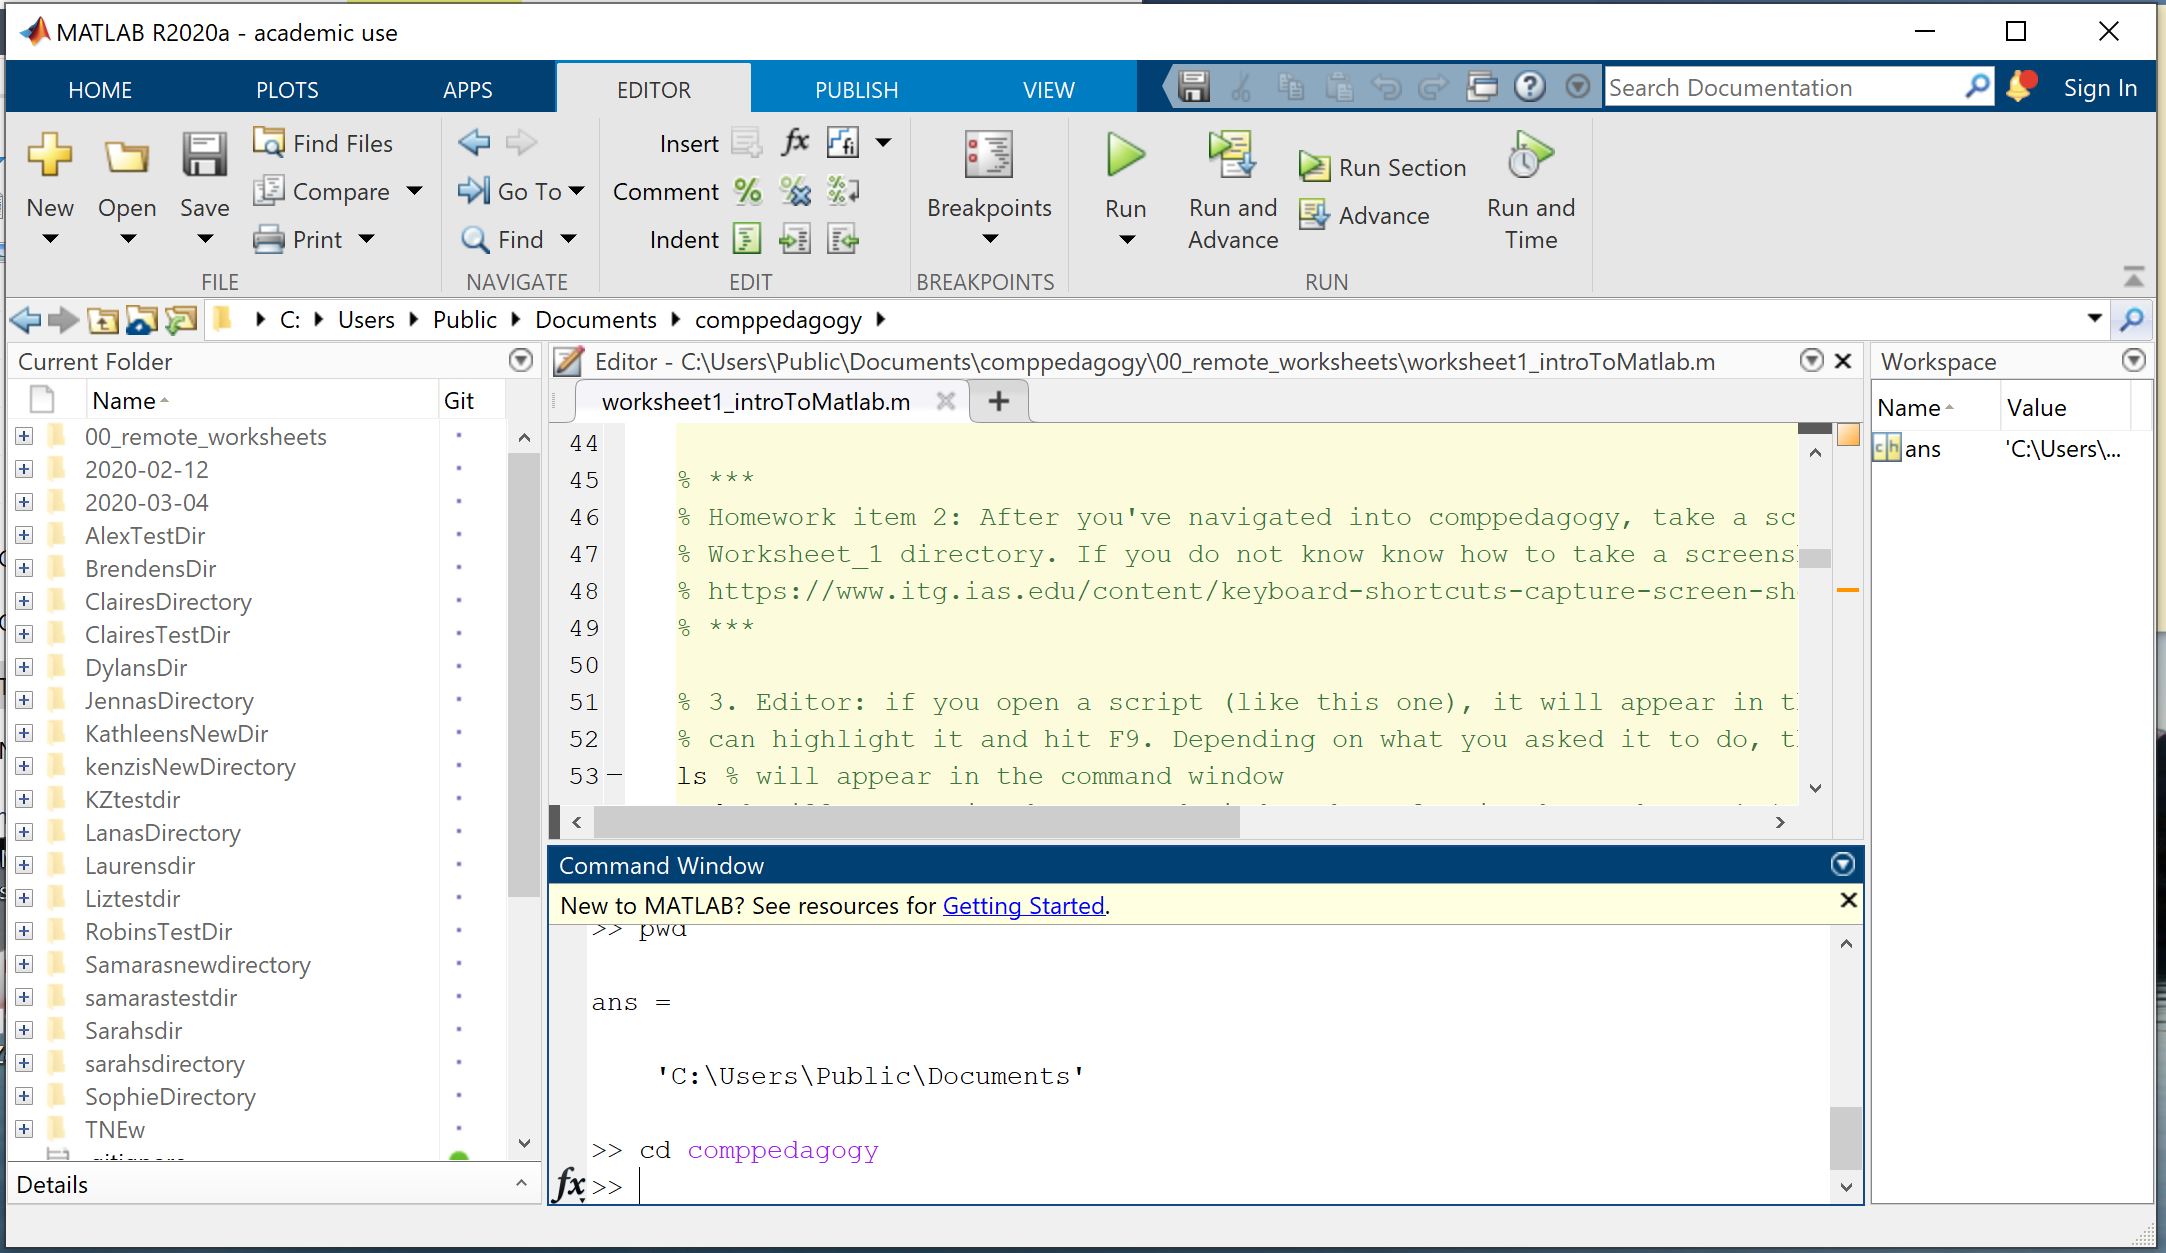 MATLAB R2020a - academic use
HOME PLOTS APPS EDITOR PUBLISH VIEW Search Documentation Sign In
New Open Save Find Files Compare Print
FILE
Go To Find
NAVIGATE
Insert fx fi
Comment % % %
Indent
EDIT
Breakpoints
BREAKPOINTS
Run Run and Advance Run Section Advance Run and Time
RUN
C: Users Public Documents comppedagogy
Current Folder
Name Git
00_remote_worksheets
2020-02-12
2020-03-04
AlexTestDir
BrendensDir
ClairesDirectory
ClairesTestDir
DylansDir
JennasDirectory
KathleensNewDir
kenzisNewDirectory
KZtestdir
LanasDirectory
Laurensdir
Liztestdir
RobinsTestDir
Samarasnewdirectory
samarastestdir
Sarahsdir
sarahsdirectory
SophieDirectory
TNEw
Details
Editor - C:\Users\Public\Documents\comppedagogy\00_remote_worksheets\worksheet1_introToMatlab.m
worksheet1_introToMatlab.m
44
45 % ***
46 % Homework item 2: After you've navigated into comppedagogy, take a sc
47 % Worksheet_1 directory. If you do not know know how to take a screens
48 % https://www.itg.ias.edu/content/keyboard-shortcuts-capture-screen-sh
49 % ***
50
51 % 3. Editor: if you open a script (like this one), it will appear in t
52 % can highlight it and hit F9. Depending on what you asked it to do, t
53 – ls % will appear in the command window
Command Window
New to MATLAB? See resources for Getting Started.
>> pwd
ans =
'C:\Users\Public\Documents'
>> cd comppedagogy
fx >>
Workspace
Name Value
ch ans 'C:\Users\...